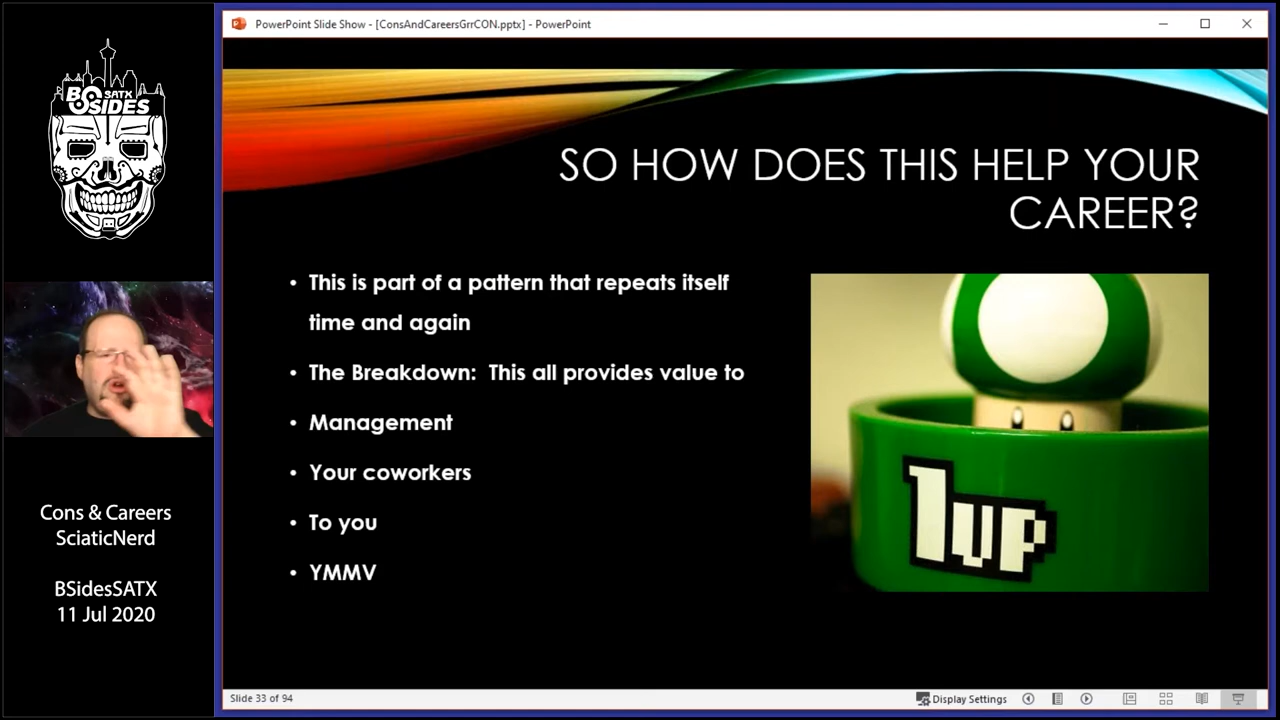 PowerPoint Slide Show - [ConsAndCareersGrrCON.pptx] - PowerPoint
BSIDES
SATX
SO HOW DOES THIS HELP YOUR
CAREER?
• This is part of a pattern that repeats itself
time and again
• The Breakdown:  This all provides value to
• Management
• Your coworkers
• To you
• YMMV
1UP
Cons & Careers
SciaticNerd
BSidesSATX
11 Jul 2020
Slide 33 of 94
Display Settings